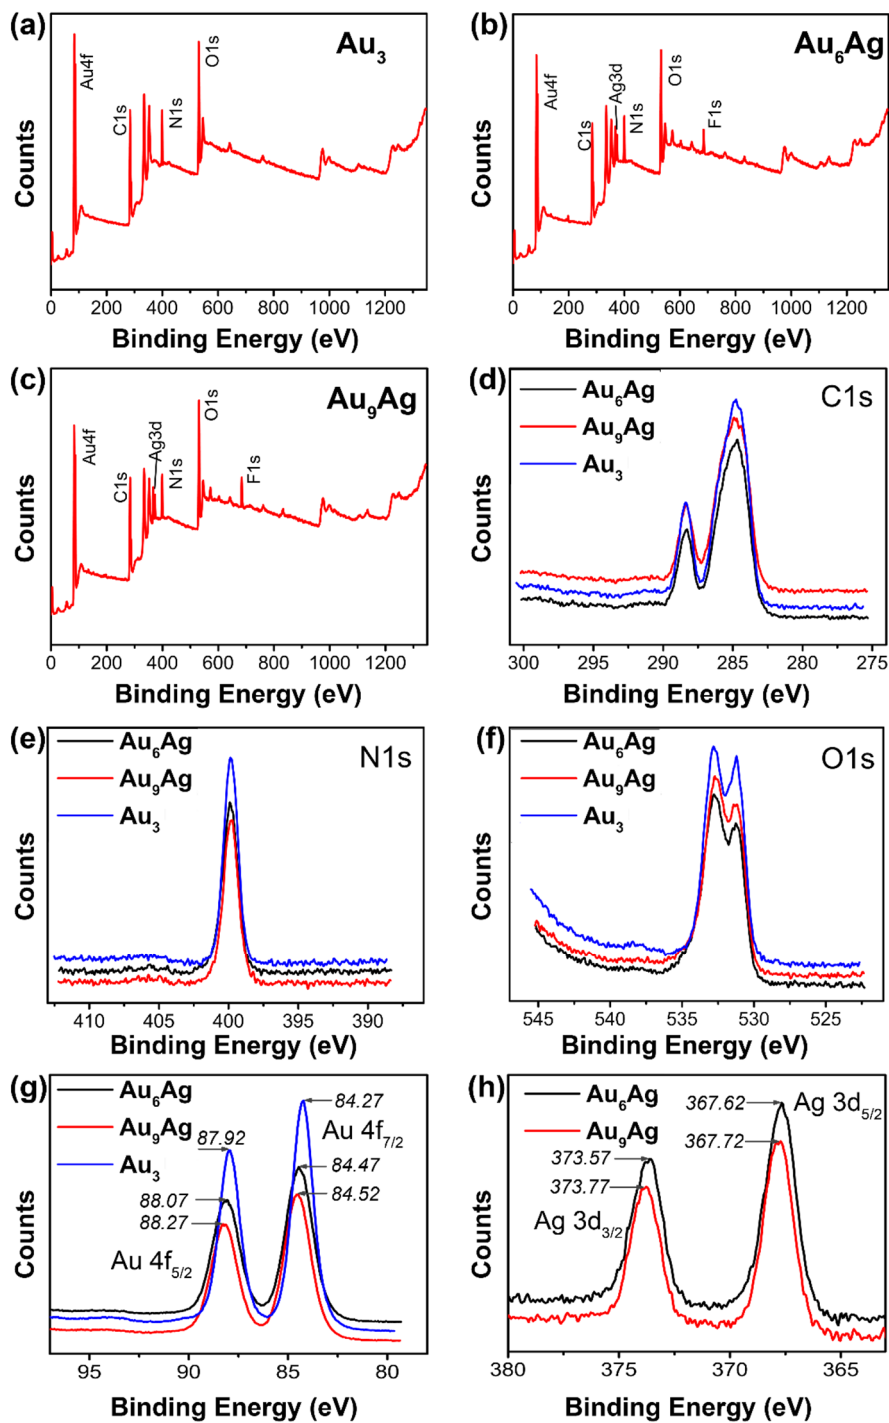 (a)
Au3
Au4f
C1s
N1s
O1s
Counts
0 200 400 600 800 1000 1200
Binding Energy (eV)
(b)
Au6Ag
Au4f
C1s
Ag3d
N1s
O1s
F1s
Counts
0 200 400 600 800 1000 1200
Binding Energy (eV)
(c)
Au9Ag
Au4f
C1s
Ag3d
N1s
O1s
F1s
Counts
0 200 400 600 800 1000 1200
Binding Energy (eV)
(d)
Au6Ag
Au9Ag
Au3
C1s
Counts
300 295 290 285 280 275
Binding Energy (eV)
(e)
Au6Ag
Au9Ag
Au3
N1s
Counts
410 405 400 395 390
Binding Energy (eV)
(f)
Au6Ag
Au9Ag
Au3
O1s
Counts
545 540 535 530 525
Binding Energy (eV)
(g)
Au6Ag
Au9Ag
Au3
84.27
87.92
Au 4f7/2
84.47
88.07
84.52
88.27
Au 4f5/2
Counts
95 90 85 80
Binding Energy (eV)
(h)
Au6Ag
Au9Ag
367.62
Ag 3d5/2
367.72
373.57
373.77
Ag 3d3/2
Counts
380 375 370 365
Binding Energy (eV)